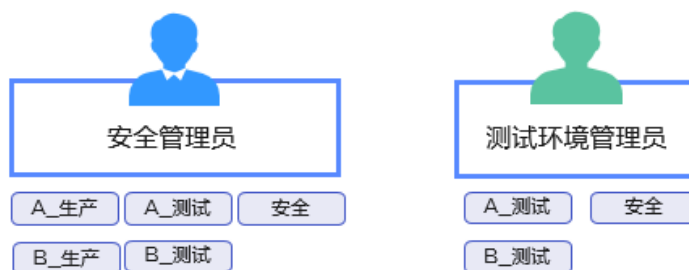 安全管理员
测试环境管理员
A_生产 A_测试 安全
A_测试 安全
B_生产 B_测试
B_测试